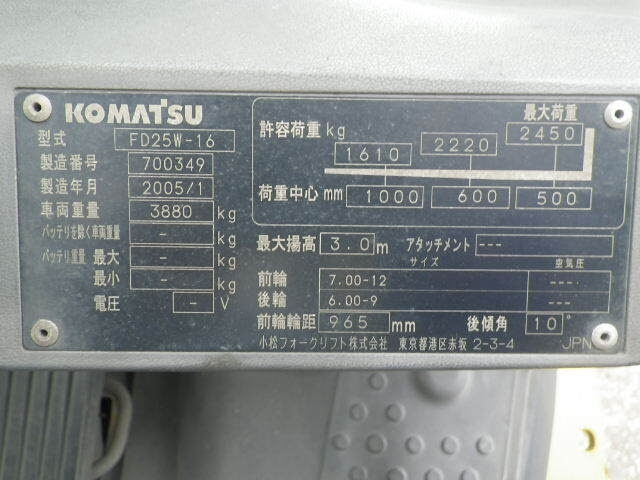 KOMATSU
型式 FD25W-16
製造番号 700349
製造年月 2005/1
車両重量 3880 kg
バッテリを除く車両重量 - kg
バッテリ重量 最大 - kg
最小 - kg
電圧 - V
最大荷重
許容荷重 kg 1610 2220 2450
荷重中心 mm 1000 600 500
最大揚高 3.0 m アタッチメント ---
サイズ 空気圧
前輪 7.00-12 ---
後輪 6.00-9 ---
前輪輪距 965 mm 後傾角 10°
小松フォークリフト株式会社 東京都港区赤坂 2-3-4 JPN